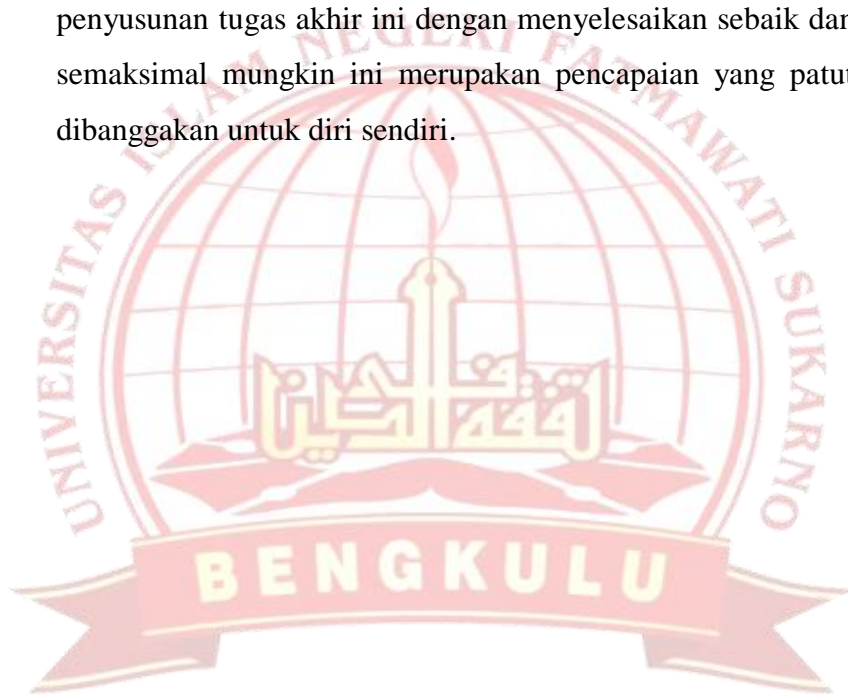 penyusunan tugas akhir ini dengan menyelesaikan sebaik dan
semaksimal mungkin ini merupakan pencapaian yang patut
dibanggakan untuk diri sendiri.
UNIVERSITAS ISLAM NEGERI FATMAWATI SUKARNO
BENGKULU